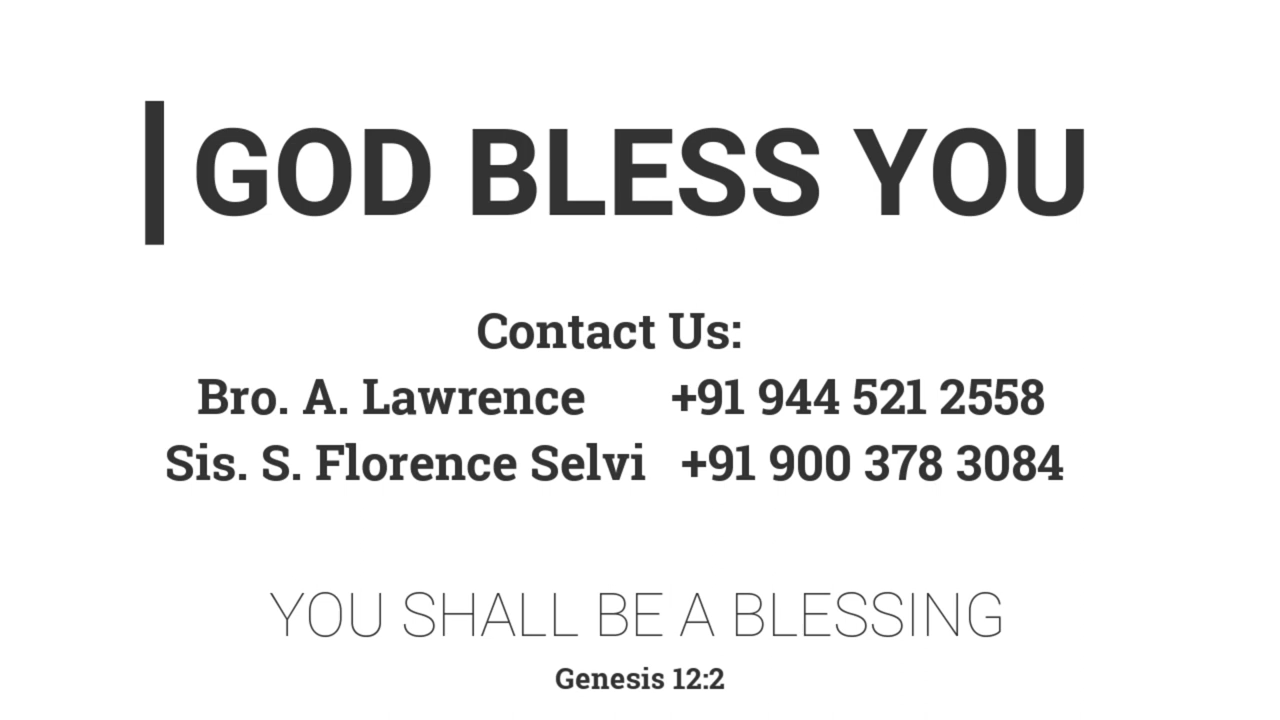 GOD BLESS YOU
Contact Us:
Bro. A. Lawrence +91 944 521 2558
Sis. S. Florence Selvi +91 900 378 3084
YOU SHALL BE A BLESSING
Genesis 12:2